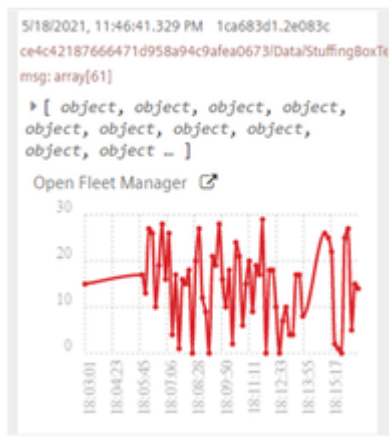 5/18/2021, 11:46:41.329 PM 1ca683d1.2e083c
ce4c42187666471d958a94c9afea0673/Data/StuffingBoxTe
msg: array[61]
[ object, object, object, object,
object, object, object, object,
object, object … ]
Open Fleet Manager
30
20
10
0
18:03:01
18:04:23
18:05:45
18:07:06
18:08:28
18:09:50
18:11:11
18:12:33
18:13:55
18:15:17